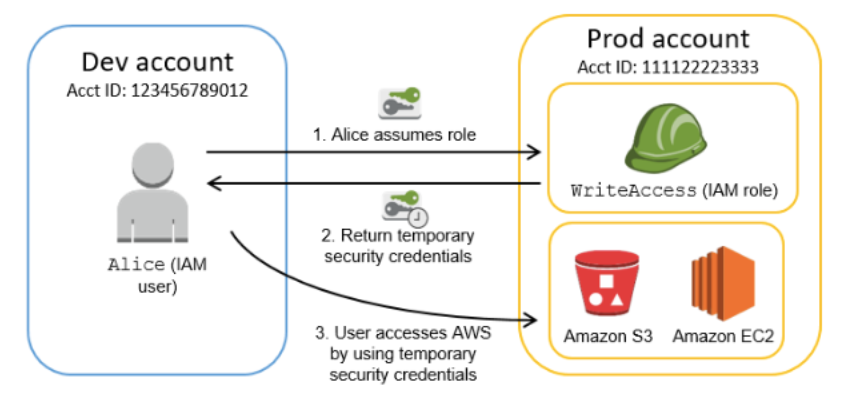 Dev account
Acct ID: 123456789012
Alice (IAM
user)
1. Alice assumes role
2. Return temporary
security credentials
3. User accesses AWS
by using temporary
security credentials
Prod account
Acct ID: 111122223333
WriteAccess (IAM role)
Amazon S3
Amazon EC2